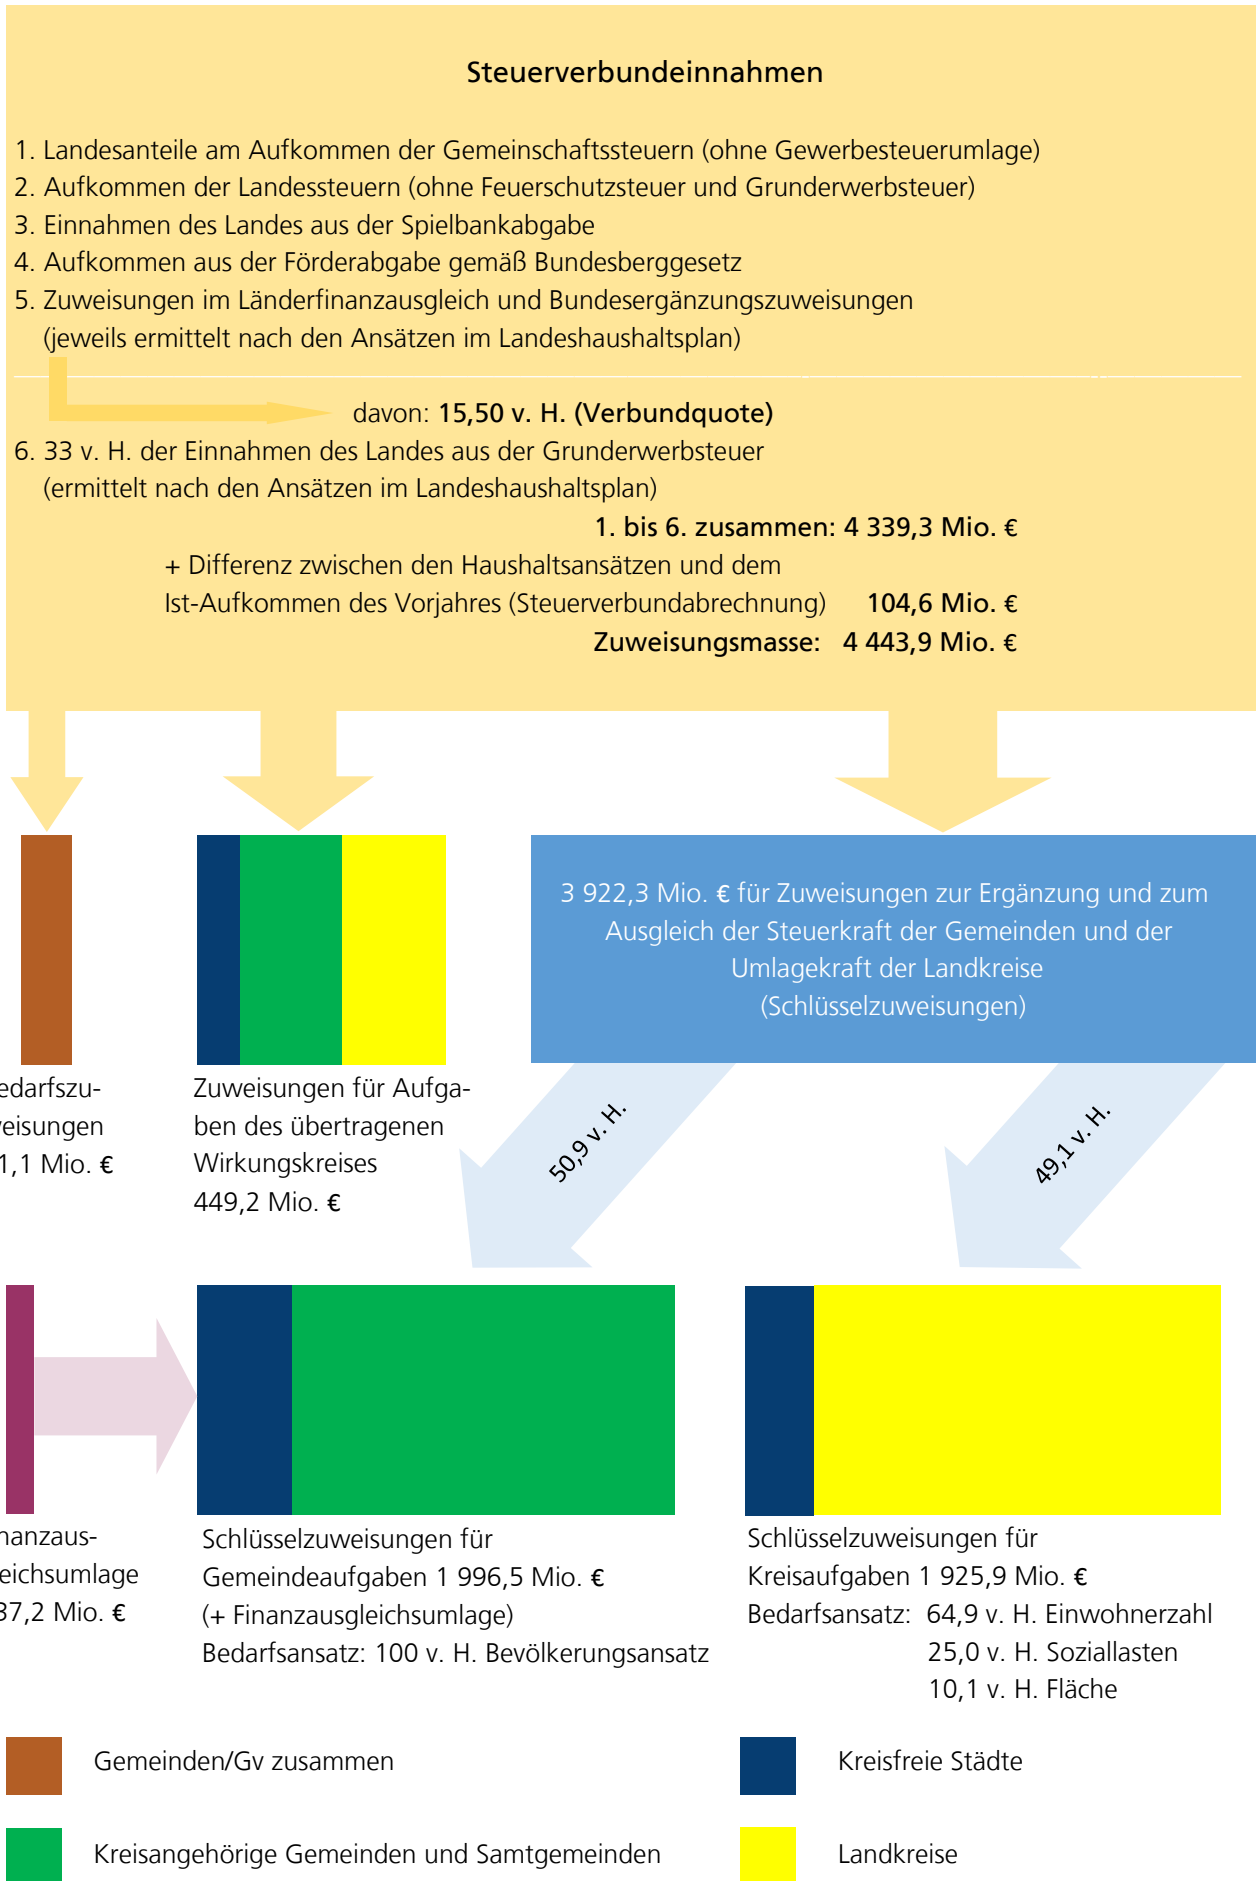 Steuerverbundeinnahmen
1. Landesanteile am Aufkommen der Gemeinschaftssteuern (ohne Gewerbesteuerumlage)
2. Aufkommen der Landessteuern (ohne Feuerschutzsteuer und Grunderwerbsteuer)
3. Einnahmen des Landes aus der Spielbankabgabe
4. Aufkommen aus der Förderabgabe gemäß Bundesberggesetz
5. Zuweisungen im Länderfinanzausgleich und Bundesergänzungszuweisungen
(jeweils ermittelt nach den Ansätzen im Landeshaushaltsplan)
davon: 15,50 v. H. (Verbundquote)
6. 33 v. H. der Einnahmen des Landes aus der Grunderwerbsteuer
(ermittelt nach den Ansätzen im Landeshaushaltsplan)
1. bis 6. zusammen: 4 339,3 Mio. €
+ Differenz zwischen den Haushaltsansätzen und dem
Ist-Aufkommen des Vorjahres (Steuerverbundabrechnung) 104,6 Mio. €
Zuweisungsmasse: 4 443,9 Mio. €
3 922,3 Mio. € für Zuweisungen zur Ergänzung und zum
Ausgleich der Steuerkraft der Gemeinden und der
Umlagekraft der Landkreise
(Schlüsselzuweisungen)
edarfszu-
eisungen
1,1 Mio. €
Zuweisungen für Aufga-
ben des übertragenen
Wirkungskreises
449,2 Mio. €
50,9 v. H.
49,1 v. H.
nanzaus-
eichsumlage
37,2 Mio. €
Schlüsselzuweisungen für
Gemeindeaufgaben 1 996,5 Mio. €
(+ Finanzausgleichsumlage)
Bedarfsansatz: 100 v. H. Bevölkerungsansatz
Schlüsselzuweisungen für
Kreisaufgaben 1 925,9 Mio. €
Bedarfsansatz: 64,9 v. H. Einwohnerzahl
25,0 v. H. Soziallasten
10,1 v. H. Fläche
Gemeinden/Gv zusammen
Kreisfreie Städte
Kreisangehörige Gemeinden und Samtgemeinden
Landkreise